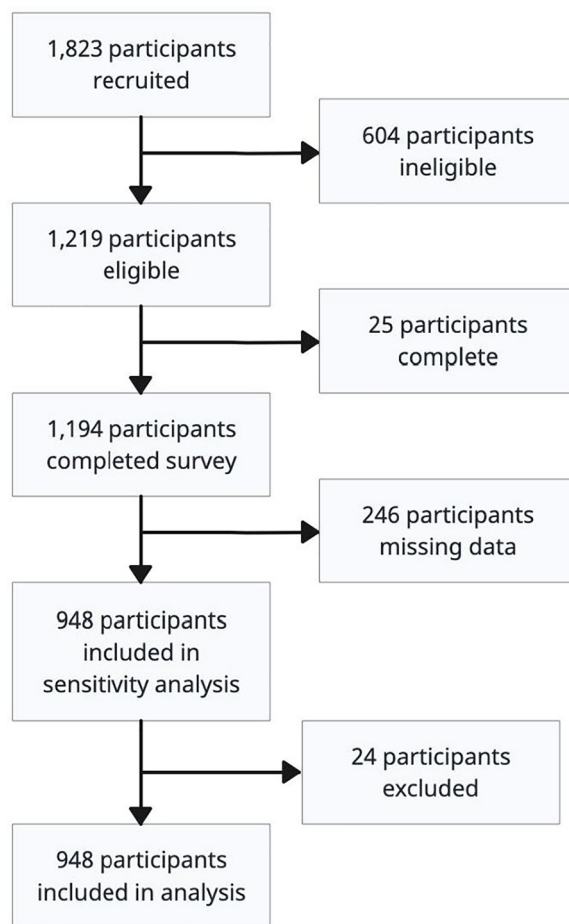 1,823 participants
recruited
604 participants
ineligible
1,219 participants
eligible
25 participants
complete
1,194 participants
completed survey
246 participants
missing data
948 participants
included in
sensitivity analysis
24 participants
excluded
948 participants
included in analysis